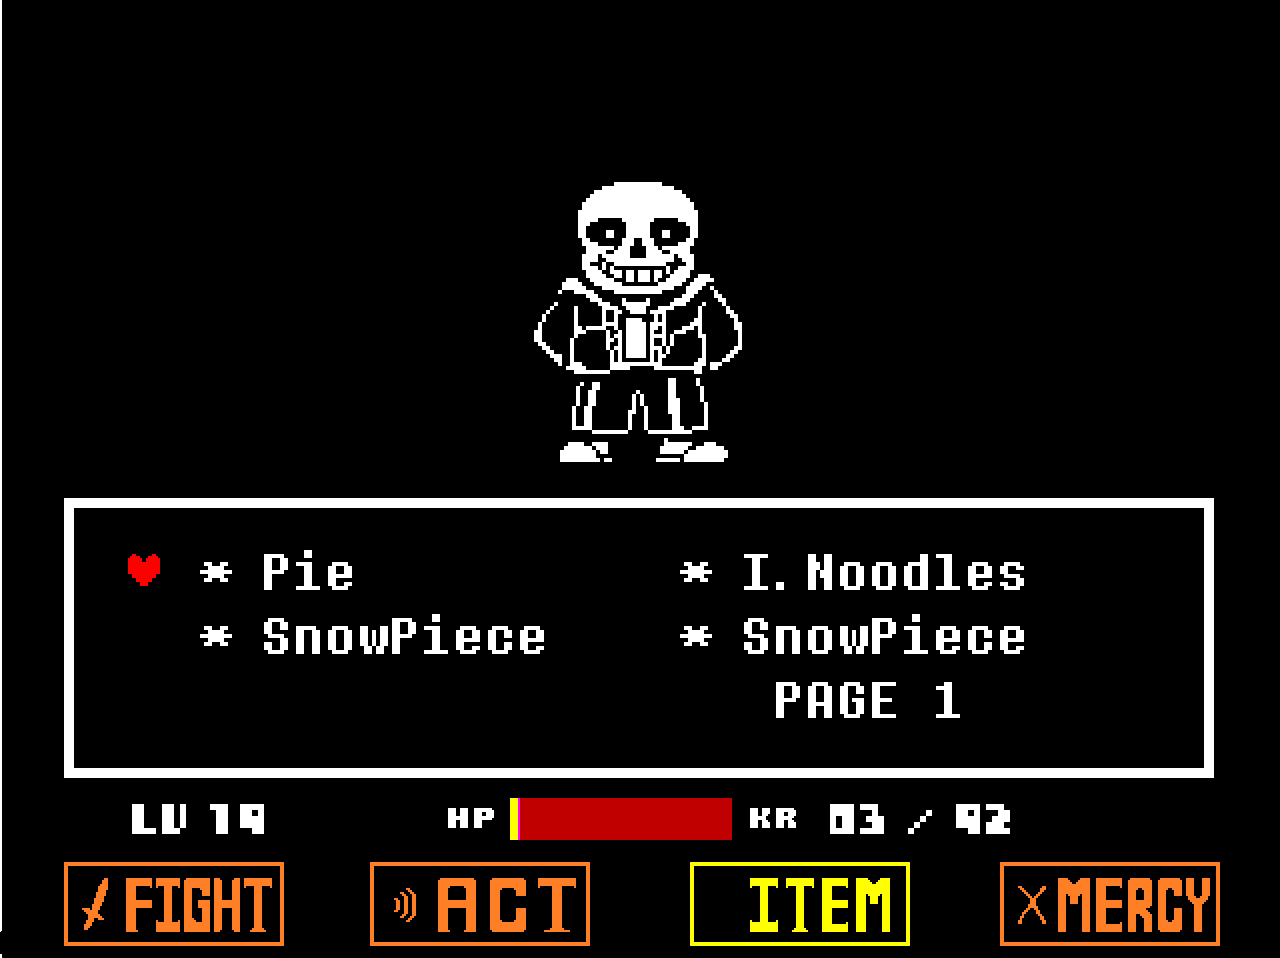 * Pie * I.Noodles
* SnowPiece * SnowPiece
PAGE 1
LV 19 HP KR 03 / 92
FIGHT ACT ITEM MERCY